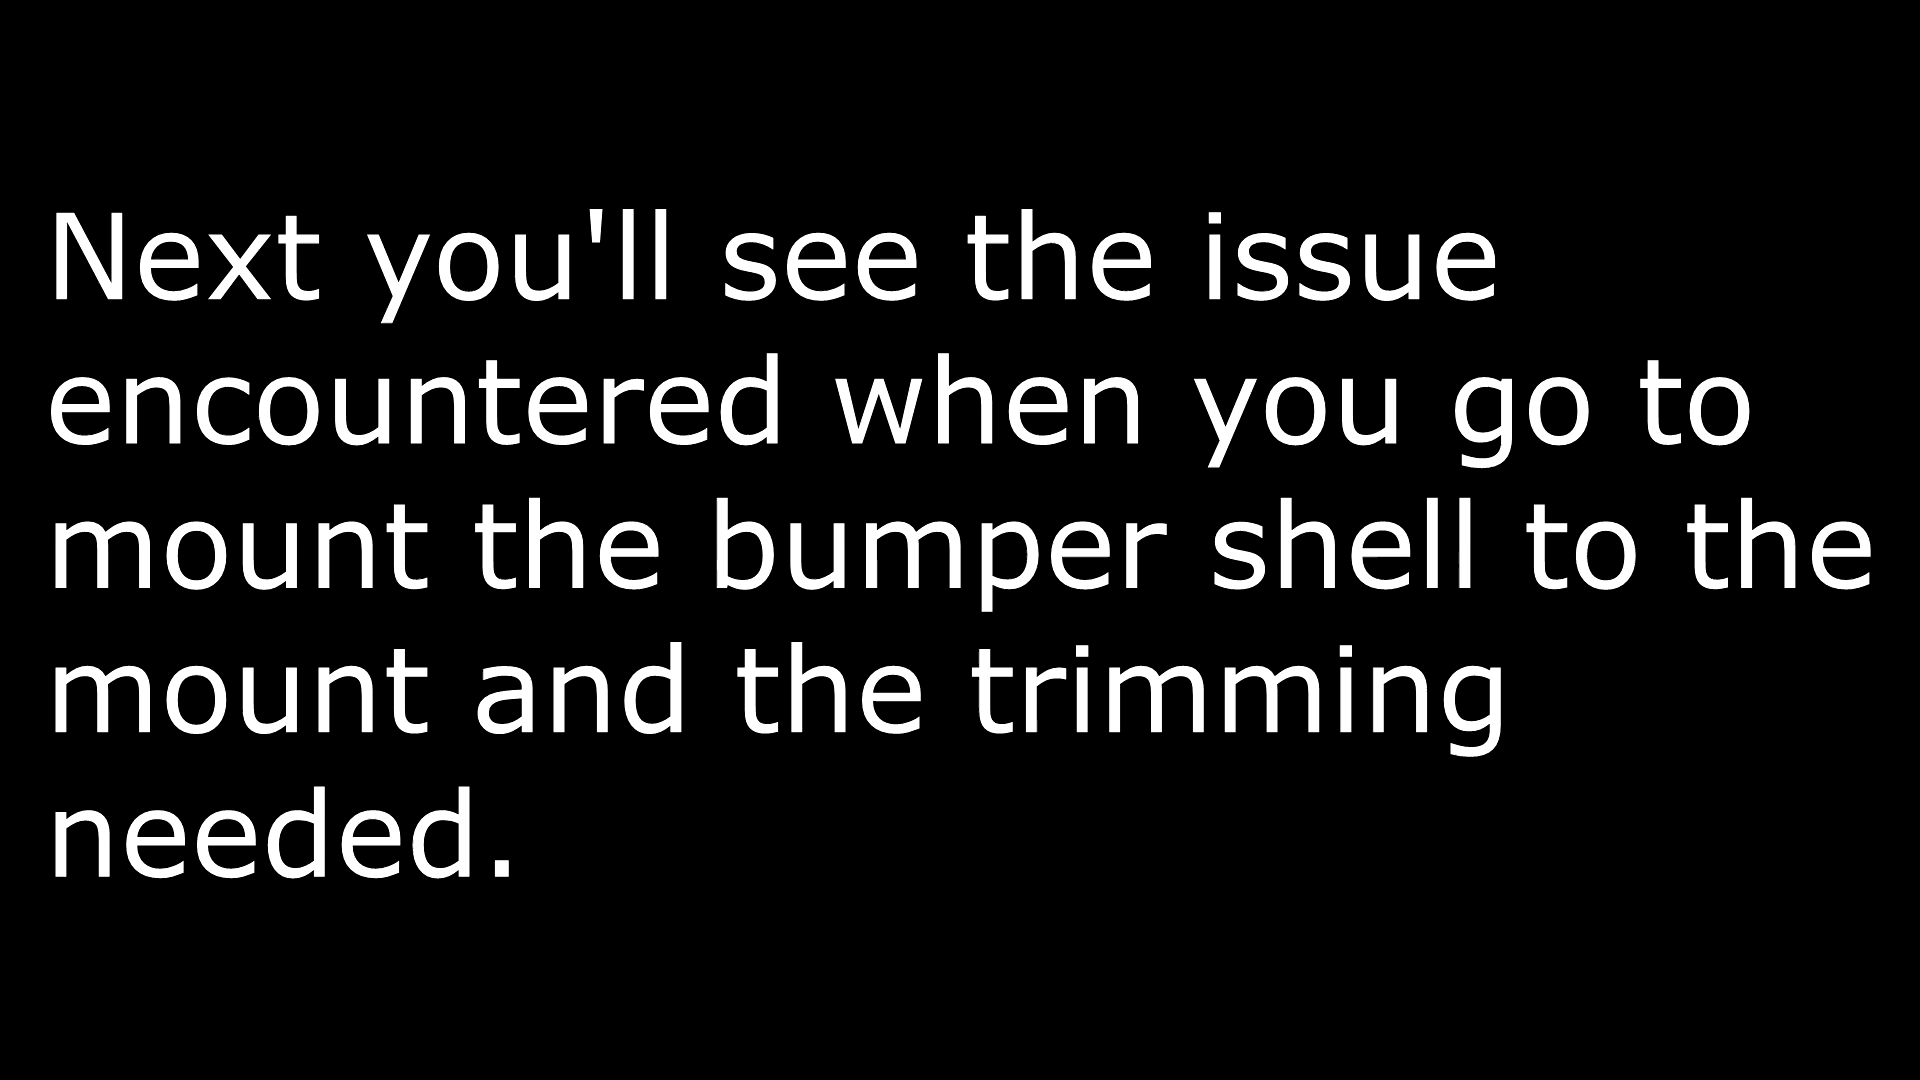 Next you'll see the issue
encountered when you go to
mount the bumper shell to the
mount and the trimming
needed.